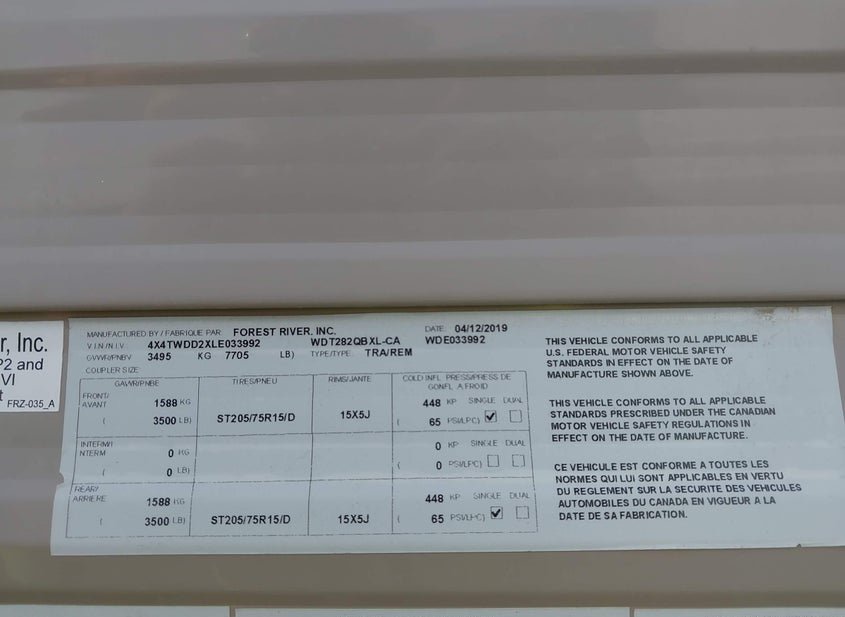 r, Inc.
P2 and
VI
t
FRZ-035_A
MANUFACTURED BY / FABRIQUE PAR FOREST RIVER, INC. DATE 04/12/2019
V.I.N/N.I.V. 4X4TWDD2XLE033992 WDT282QBXL-CA WDE033992
GVWR/PNBV 3495 KG 7705 LB) TYPE/TYPE TRA/REM
COUPLER SIZE
GAWR/PNBE TIRES/PNEU RIMS/JANTE COLD INFL PRESS/PRESS DE
GONFL A FROID
FRONT/
AVANT 1588 KG 448 KP SINGLE DUAL
( 3500 LB) ST205/75R15/D 15X5J ( 65 PSI/LPC)
INTERM/I
NTERM 0 KG 0 KP SINGLE DUAL
( 0 LB) ( 0 PSI/LPC)
REAR/
ARRIERE 1588 KG 448 KP SINGLE DUAL
( 3500 LB) ST205/75R15/D 15X5J ( 65 PSI/LPC)
THIS VEHICLE CONFORMS TO ALL APPLICABLE
U.S. FEDERAL MOTOR VEHICLE SAFETY
STANDARDS IN EFFECT ON THE DATE OF
MANUFACTURE SHOWN ABOVE.
THIS VEHICLE CONFORMS TO ALL APPLICABLE
STANDARDS PRESCRIBED UNDER THE CANADIAN
MOTOR VEHICLE SAFETY REGULATIONS IN
EFFECT ON THE DATE OF MANUFACTURE.
CE VEHICULE EST CONFORME A TOUTES LES
NORMES QUI LUI SONT APPLICABLES EN VERTU
DU REGLEMENT SUR LA SECURITE DES VEHICULES
AUTOMOBILES DU CANADA EN VIGUEUR A LA
DATE DE SA FABRICATION.